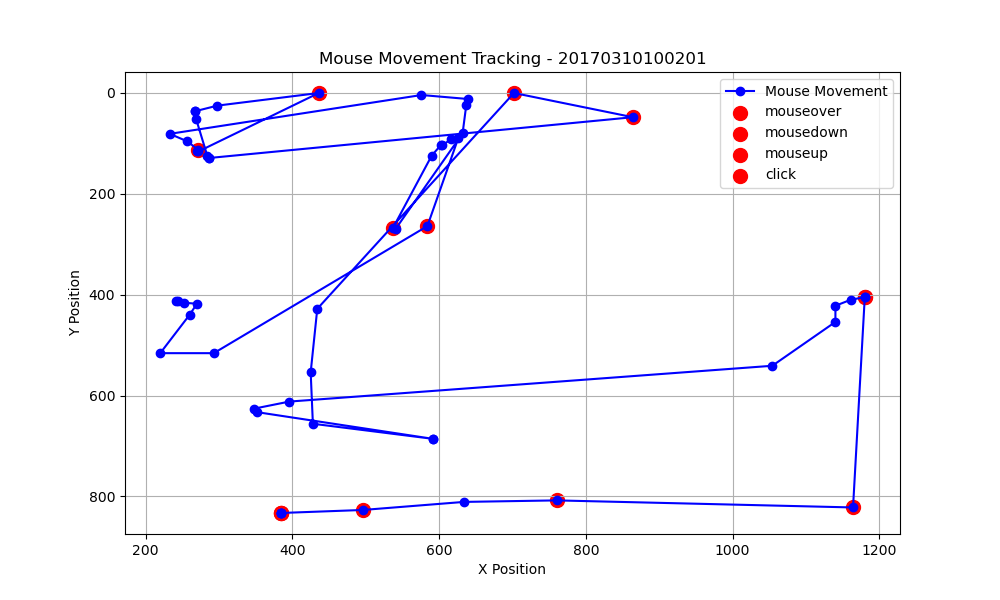 Mouse Movement Tracking - 20170310100201
Mouse Movement
mouseover
mousedown
mouseup
click
0
200
400
600
800
Y Position
200 400 600 800 1000 1200
X Position